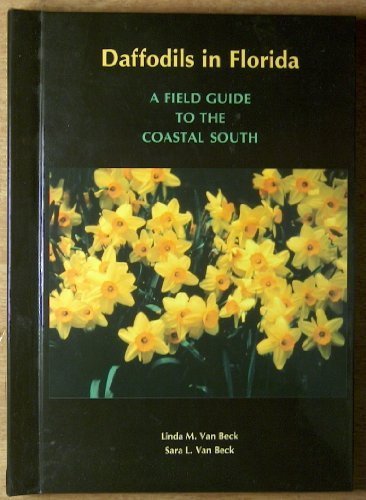 Daffodils in Florida
A FIELD GUIDE
TO THE
COASTAL SOUTH
Linda M. Van Beck
Sara L. Van Beck